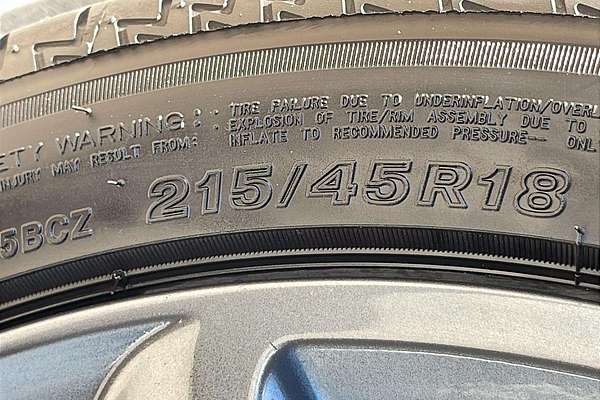 ETY WARNING: TIRE FAILURE DUE TO UNDERINFLATION/OVERL
NJURY MAY RESULT FROM: EXPLOSION OF TIRE/RIM ASSEMBLY DUE TO
INFLATE TO RECOMMENDED PRESSURE— ONL
5BCZ 215/45R18